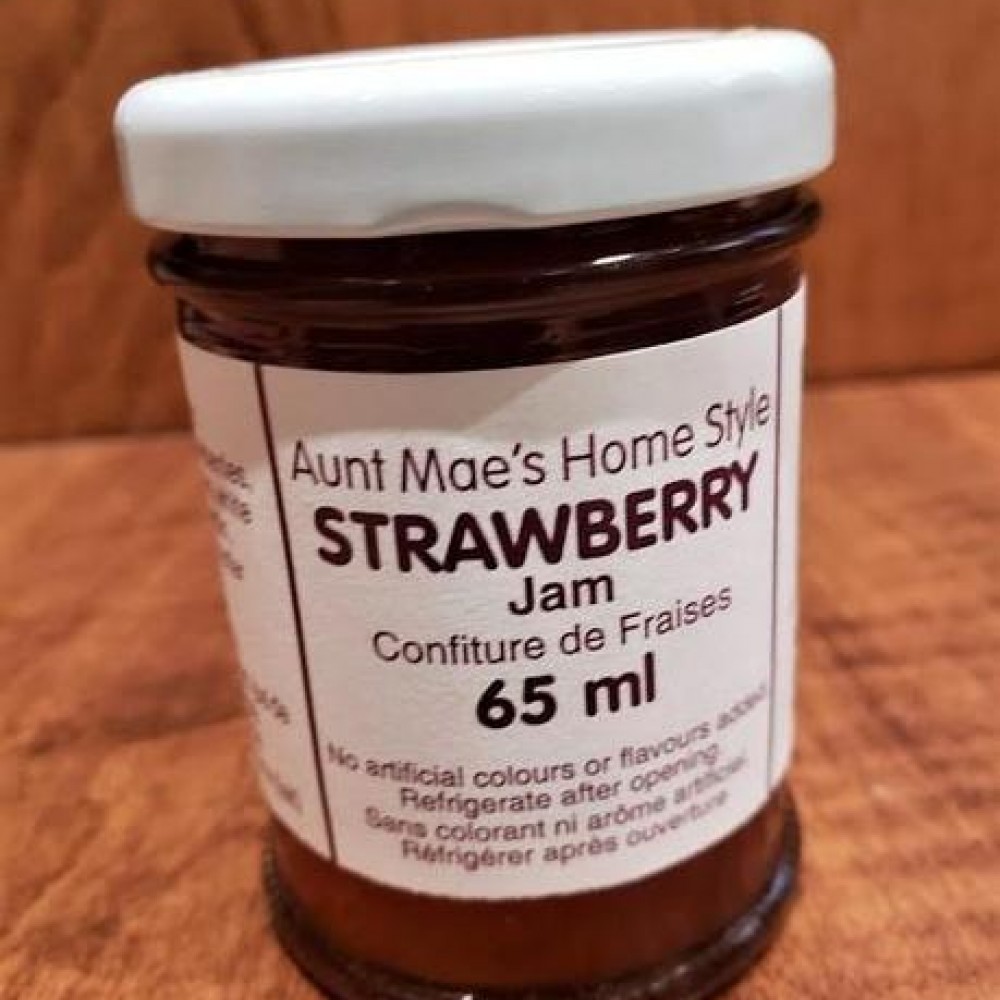 Aunt Mae's Home Style
STRAWBERRY
Jam
Confiture de Fraises
65 ml
No artificial colours or flavours added
Refrigerate after opening
Sans colorant ni arôme artificiel
Réfrigérer après ouverture